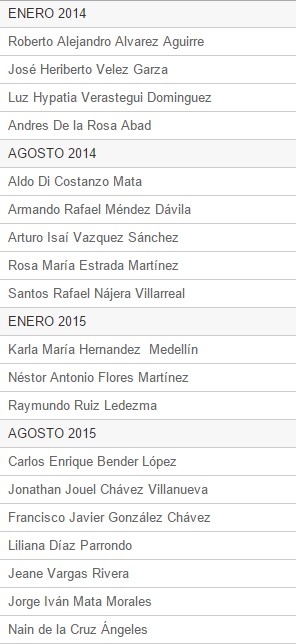 ENERO 2014
Roberto Alejandro Alvarez Aguirre
José Heriberto Velez Garza
Luz Hypatia Verastegui Dominguez
Andres De la Rosa Abad
AGOSTO 2014
Aldo Di Costanzo Mata
Armando Rafael Méndez Dávila
Arturo Isaí Vazquez Sánchez
Rosa María Estrada Martínez
Santos Rafael Nájera Villarreal
ENERO 2015
Karla María Hernandez  Medellín
Néstor Antonio Flores Martínez
Raymundo Ruiz Ledezma
AGOSTO 2015
Carlos Enrique Bender López
Jonathan Jouel Chávez Villanueva
Francisco Javier González Chávez
Liliana Díaz Parrondo
Jeane Vargas Rivera
Jorge Iván Mata Morales
Nain de la Cruz Ángeles